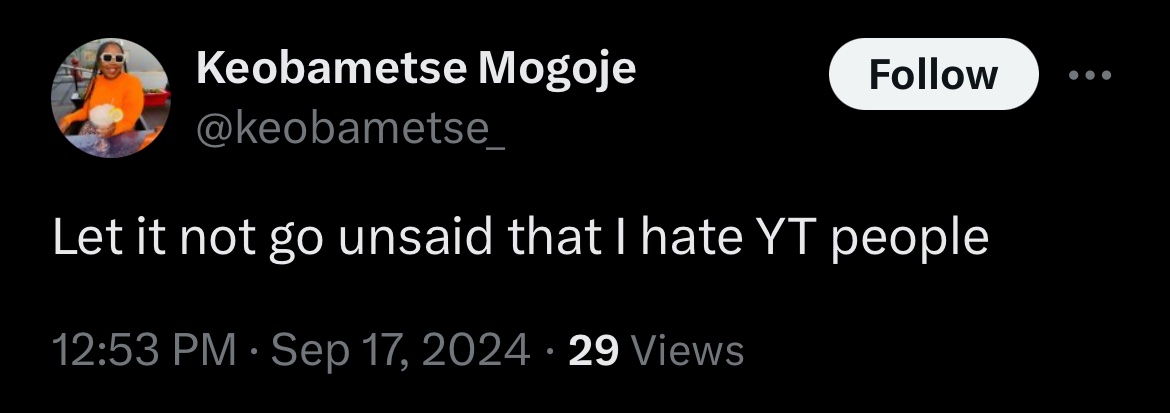 Keobametse Mogoje
Follow
@keobametse_
Let it not go unsaid that I hate YT people
12:53 PM · Sep 17, 2024 · 29 Views